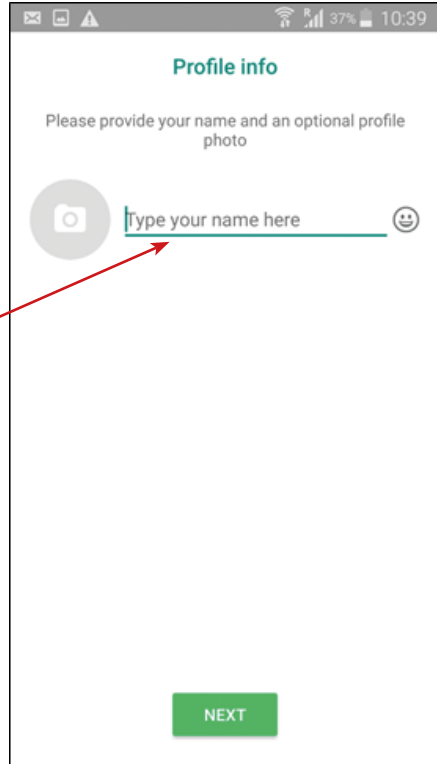 R 37% 10:39
Profile info
Please provide your name and an optional profile
photo
Type your name here
NEXT